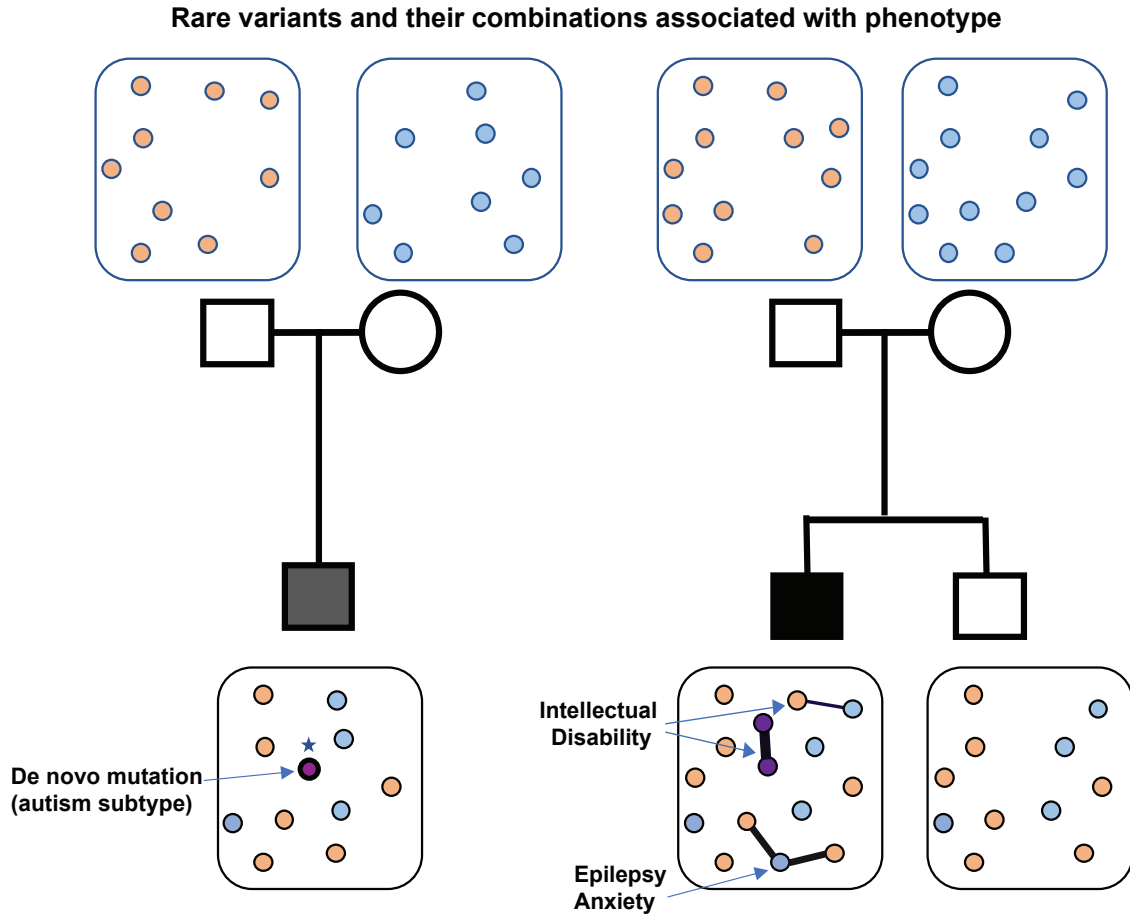 Rare variants and their combinations associated with phenotype
De novo mutation
(autism subtype)
Intellectual
Disability
Epilepsy
Anxiety